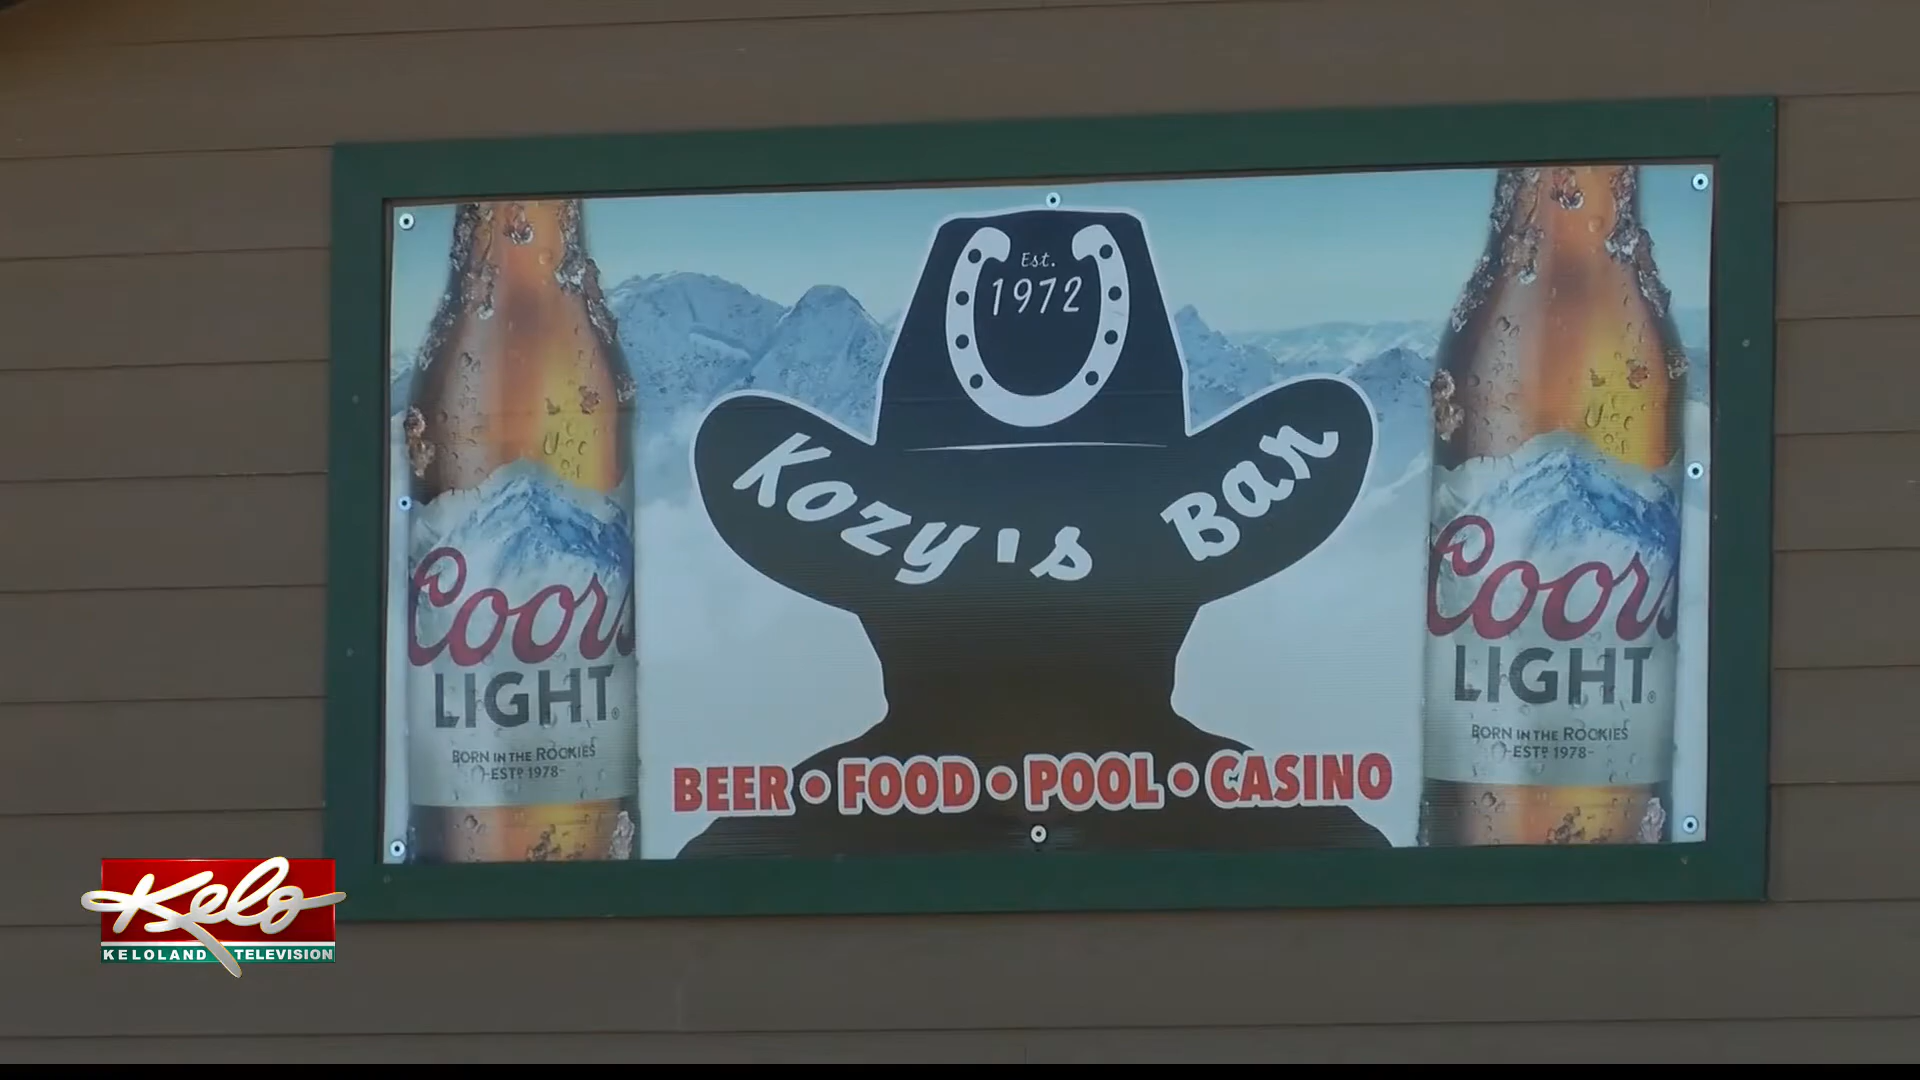 Est.
1972
Kozy's Bar
Coors
LIGHT®
BORN IN THE ROCKIES
-ESTD 1978-
Coors
LIGHT®
BORN IN THE ROCKIES
-ESTD 1978-
BEER • FOOD • POOL • CASINO
Kelo
KELOLAND TELEVISION